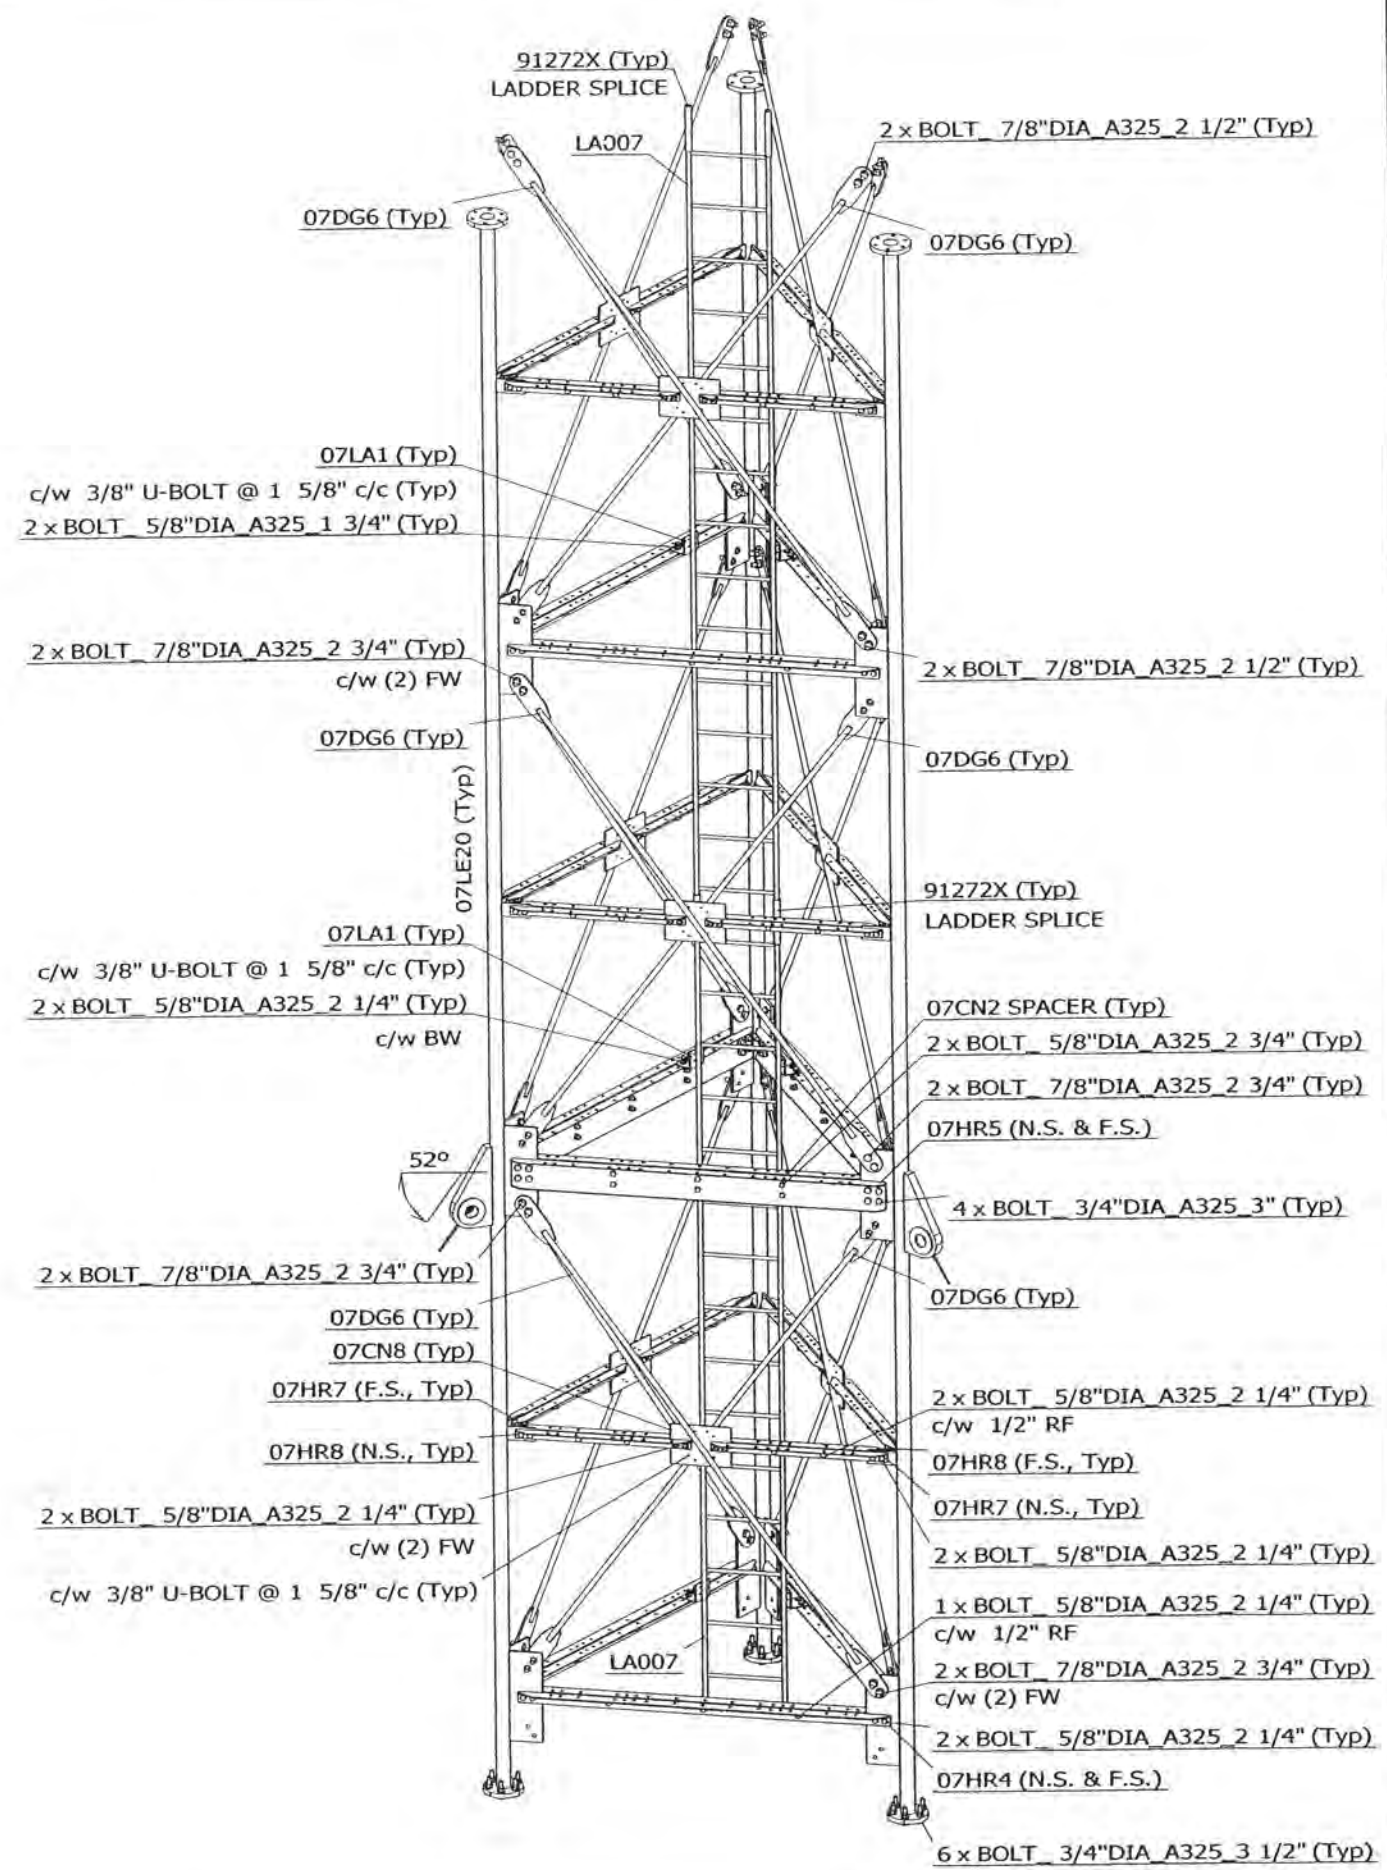 91272X (Typ)
LADDER SPLICE
2 x BOLT_ 7/8"DIA_A325_2 1/2" (Typ)
LA007
07DG6 (Typ)
07DG6 (Typ)
07LA1 (Typ)
c/w 3/8" U-BOLT @ 1 5/8" c/c (Typ)
2 x BOLT_ 5/8"DIA_A325_1 3/4" (Typ)
2 x BOLT_ 7/8"DIA_A325_2 3/4" (Typ)
c/w (2) FW
2 x BOLT_ 7/8"DIA_A325_2 1/2" (Typ)
07DG6 (Typ)
07DG6 (Typ)
07LE20 (Typ)
91272X (Typ)
LADDER SPLICE
07LA1 (Typ)
c/w 3/8" U-BOLT @ 1 5/8" c/c (Typ)
2 x BOLT_ 5/8"DIA_A325_2 1/4" (Typ)
c/w BW
07CN2 SPACER (Typ)
2 x BOLT_ 5/8"DIA_A325_2 3/4" (Typ)
2 x BOLT_ 7/8"DIA_A325_2 3/4" (Typ)
07HR5 (N.S. & F.S.)
52º
4 x BOLT_ 3/4"DIA_A325_3" (Typ)
2 x BOLT_ 7/8"DIA_A325_2 3/4" (Typ)
07DG6 (Typ)
07DG6 (Typ)
07CN8 (Typ)
07HR7 (F.S., Typ)
07HR8 (N.S., Typ)
2 x BOLT_ 5/8"DIA_A325_2 1/4" (Typ)
c/w (2) FW
c/w 3/8" U-BOLT @ 1 5/8" c/c (Typ)
2 x BOLT_ 5/8"DIA_A325_2 1/4" (Typ)
c/w 1/2" RF
07HR8 (F.S., Typ)
07HR7 (N.S., Typ)
2 x BOLT_ 5/8"DIA_A325_2 1/4" (Typ)
1 x BOLT_ 5/8"DIA_A325_2 1/4" (Typ)
c/w 1/2" RF
LA007
2 x BOLT_ 7/8"DIA_A325_2 3/4" (Typ)
c/w (2) FW
2 x BOLT_ 5/8"DIA_A325_2 1/4" (Typ)
07HR4 (N.S. & F.S.)
6 x BOLT_ 3/4"DIA_A325_3 1/2" (Typ)